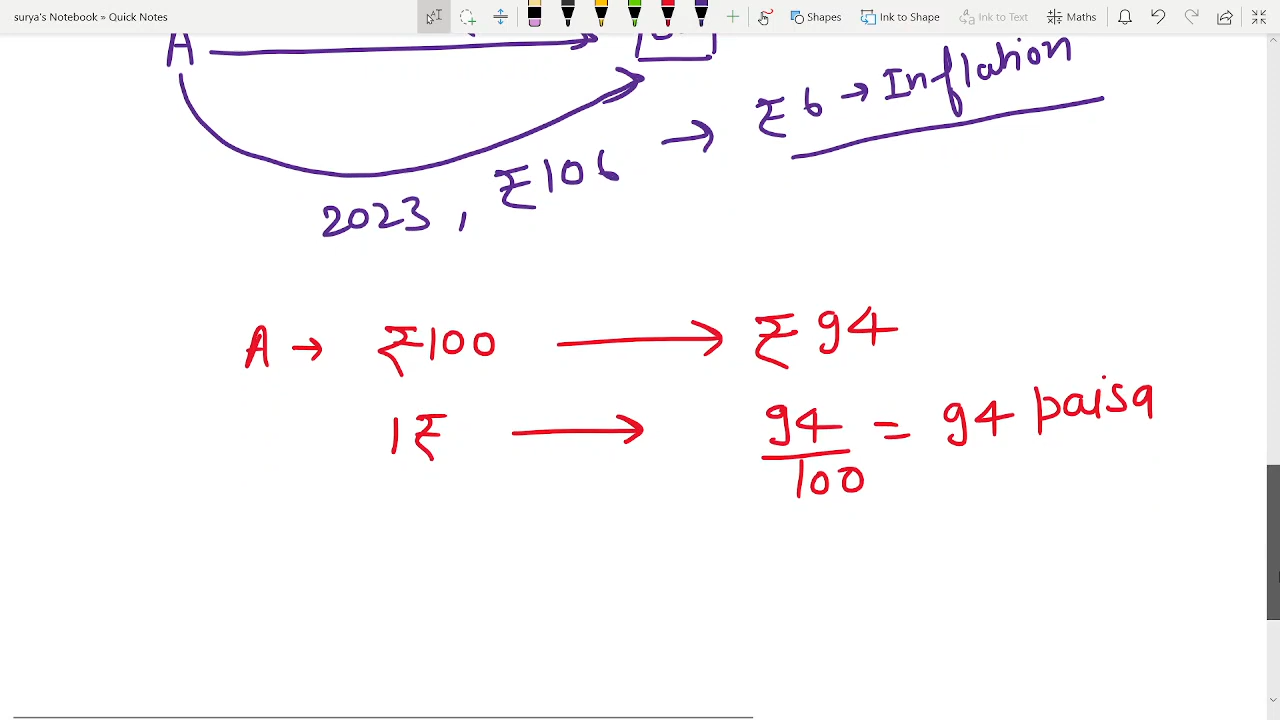 surya's Notebook » Quick Notes
Shapes Ink to Shape Ink to Text Maths
A
₹6 → Inflation
2023, ₹106 →
A → ₹100 → ₹94
1₹ → 94/100 = 94 paisa